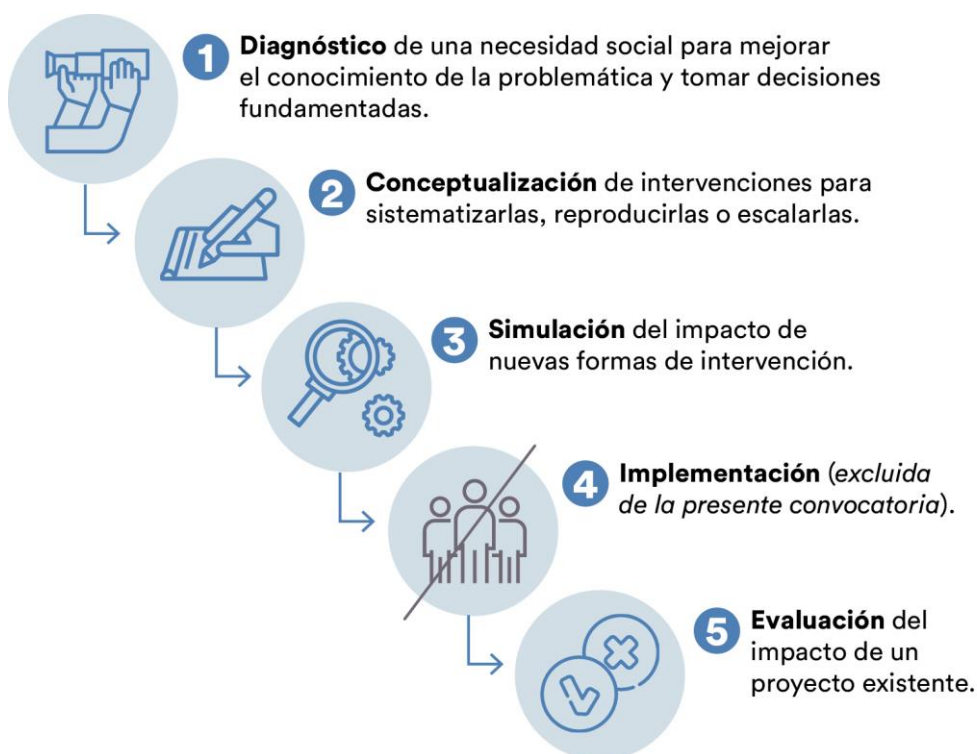 1 Diagnóstico de una necesidad social para mejorar
el conocimiento de la problemática y tomar decisiones
fundamentadas.
2 Conceptualización de intervenciones para
sistematizarlas, reproducirlas o escalarlas.
3 Simulación del impacto de
nuevas formas de intervención.
4 Implementación (excluida
de la presente convocatoria).
5 Evaluación del
impacto de un
proyecto existente.